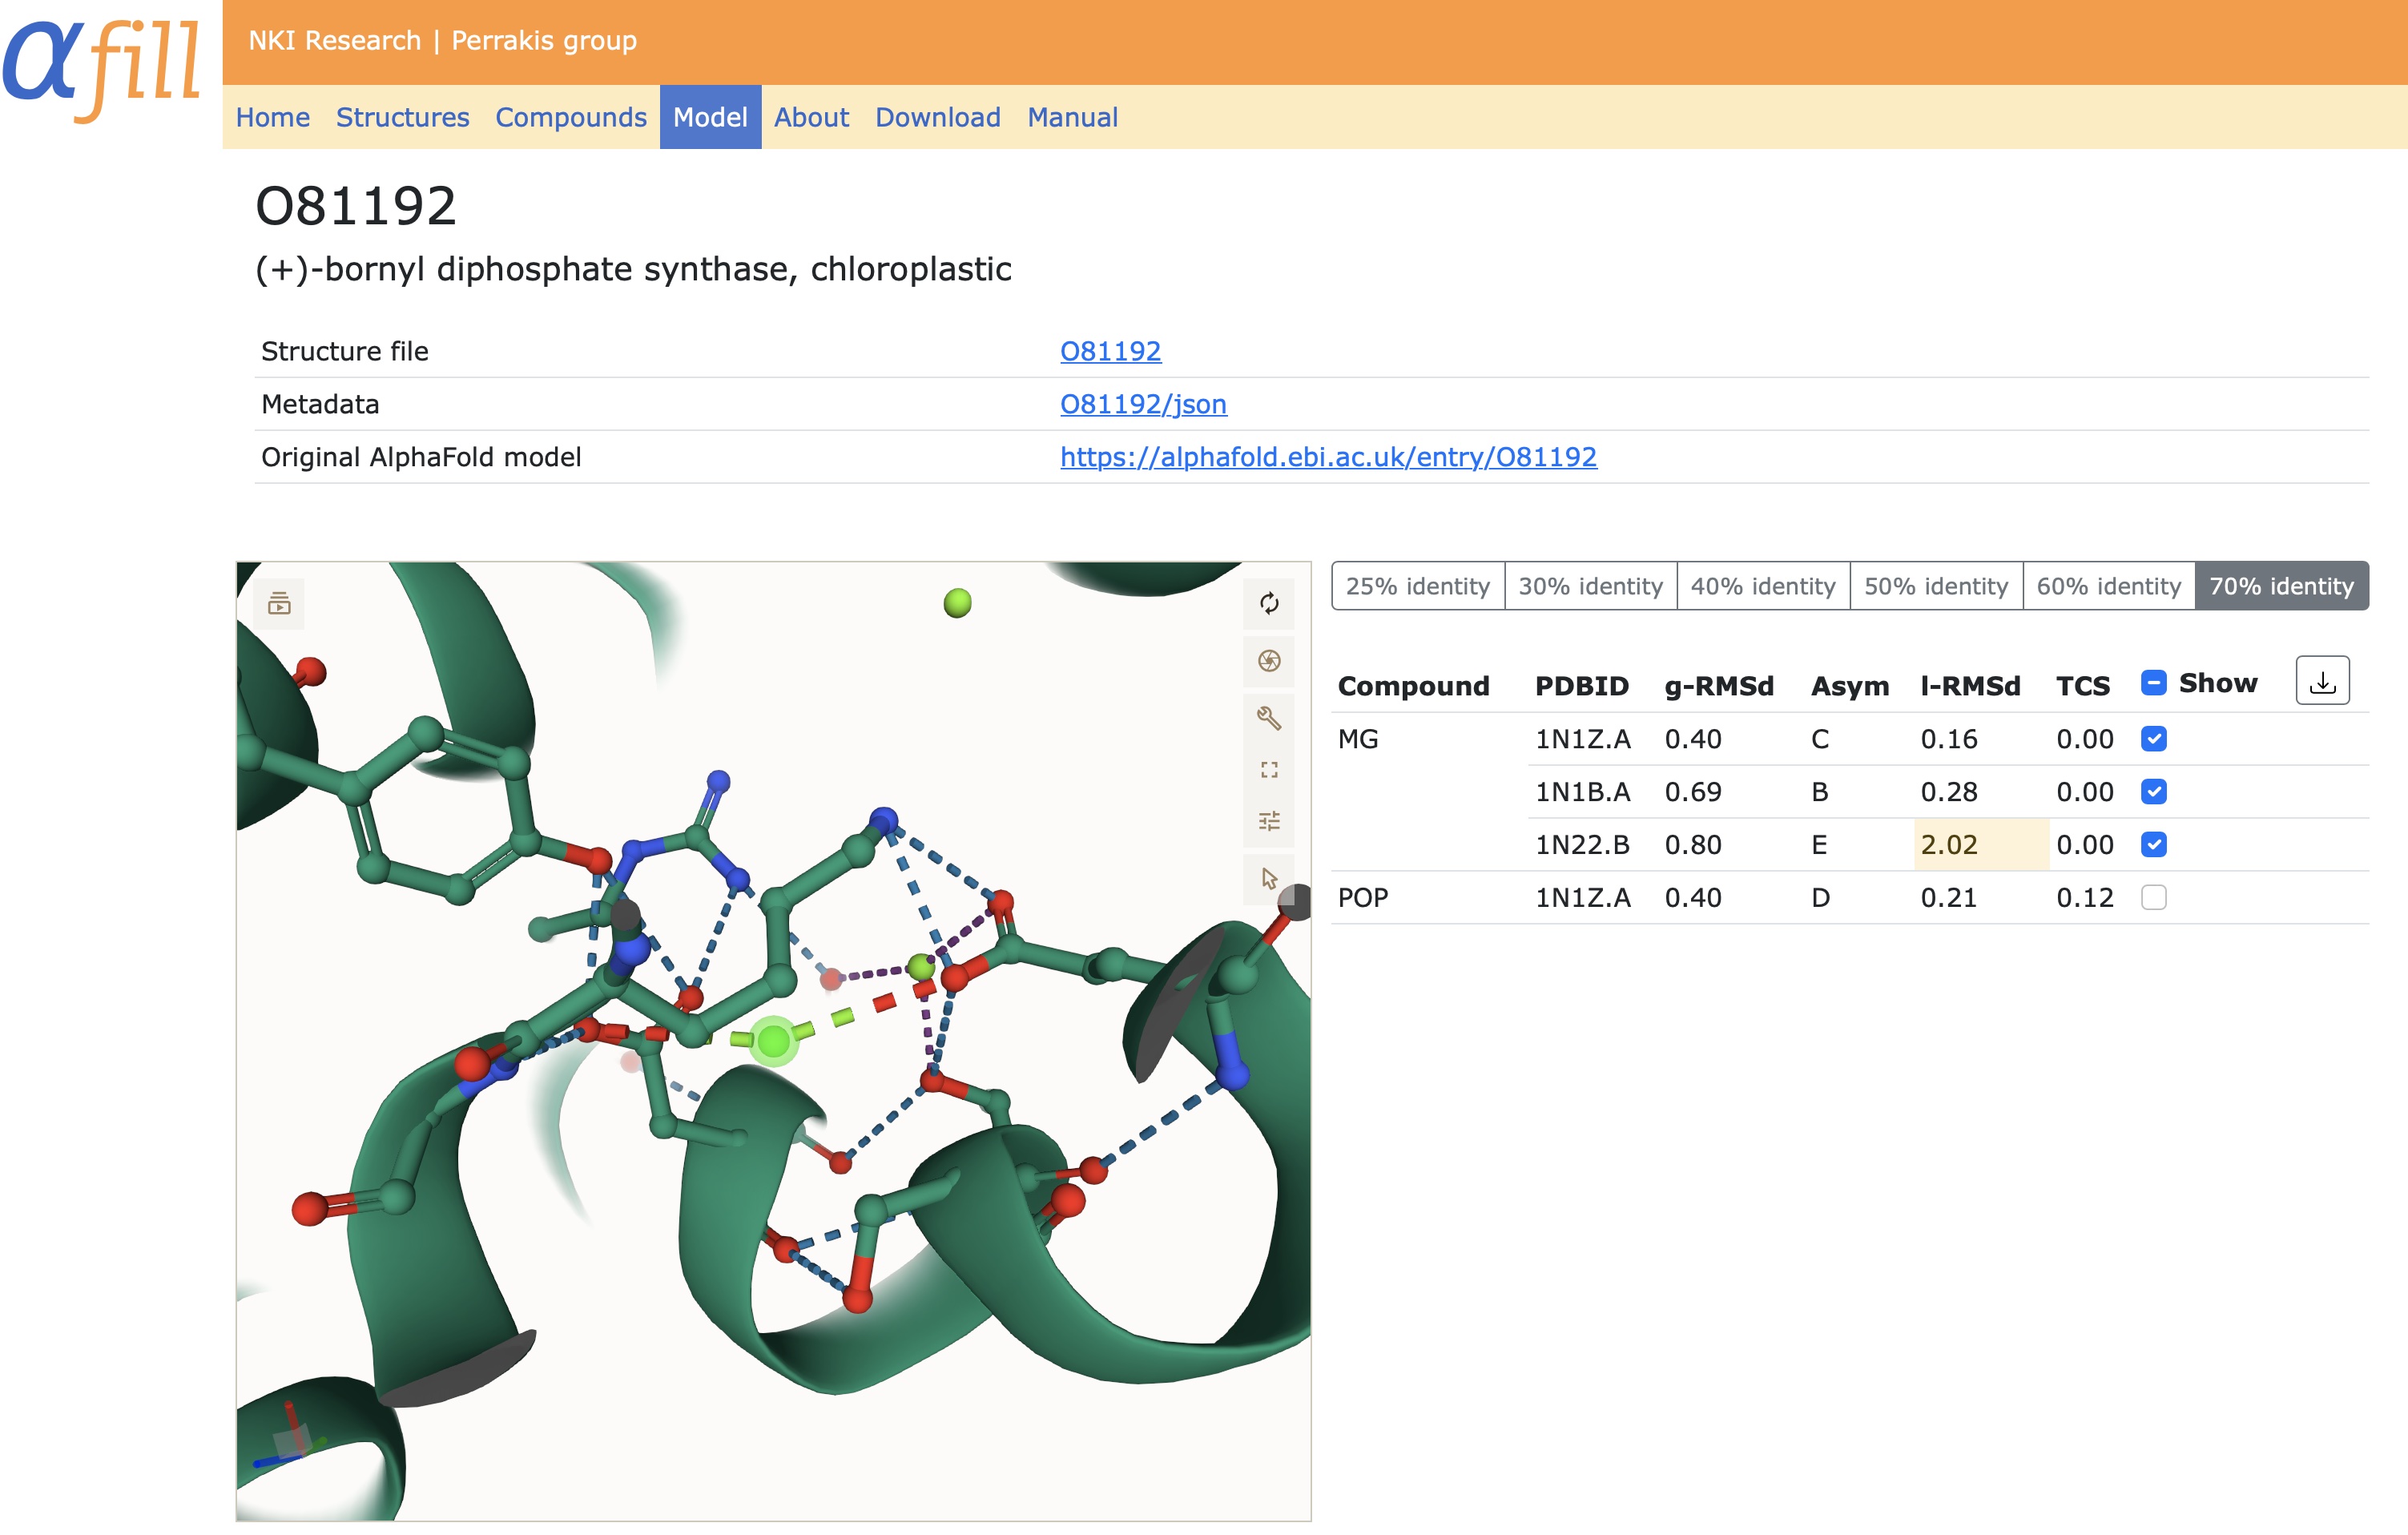 αfill
NKI Research | Perrakis group
Home Structures Compounds Model About Download Manual
O81192
(+)-bornyl diphosphate synthase, chloroplastic
Structure file O81192
Metadata O81192/json
Original AlphaFold model https://alphafold.ebi.ac.uk/entry/O81192
25% identity 30% identity 40% identity 50% identity 60% identity 70% identity
Compound PDBID g-RMSd Asym l-RMSd TCS Show
MG 1N1Z.A 0.40 C 0.16 0.00
1N1B.A 0.69 B 0.28 0.00
1N22.B 0.80 E 2.02 0.00
POP 1N1Z.A 0.40 D 0.21 0.12